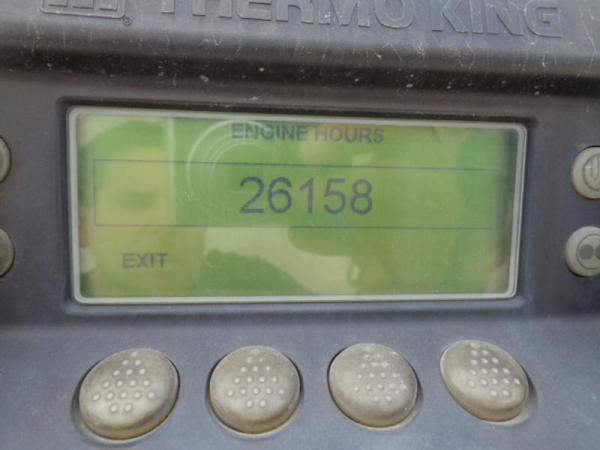 THERMO KING
ENGINE HOURS
26158
EXIT